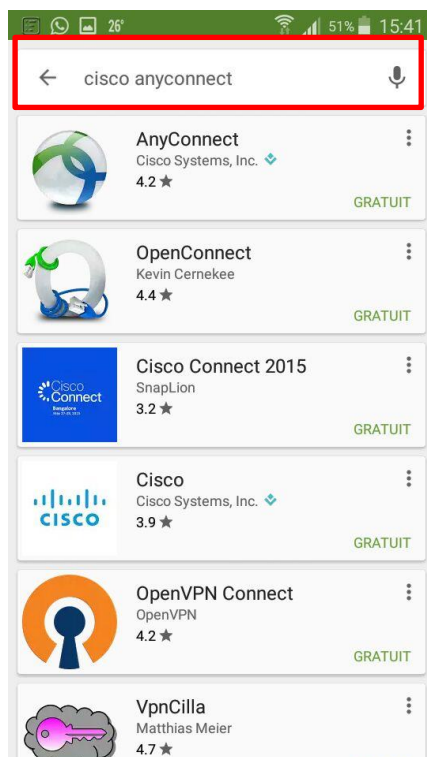 26° 51% 15:41
cisco anyconnect
AnyConnect
Cisco Systems, Inc.
4.2
GRATUIT
OpenConnect
Kevin Cernekee
4.4
GRATUIT
Cisco
Connect
Cisco Connect 2015
SnapLion
3.2
GRATUIT
CISCO
Cisco
Cisco Systems, Inc.
3.9
GRATUIT
OpenVPN Connect
OpenVPN
4.2
GRATUIT
VpnCilla
Matthias Meier
4.7